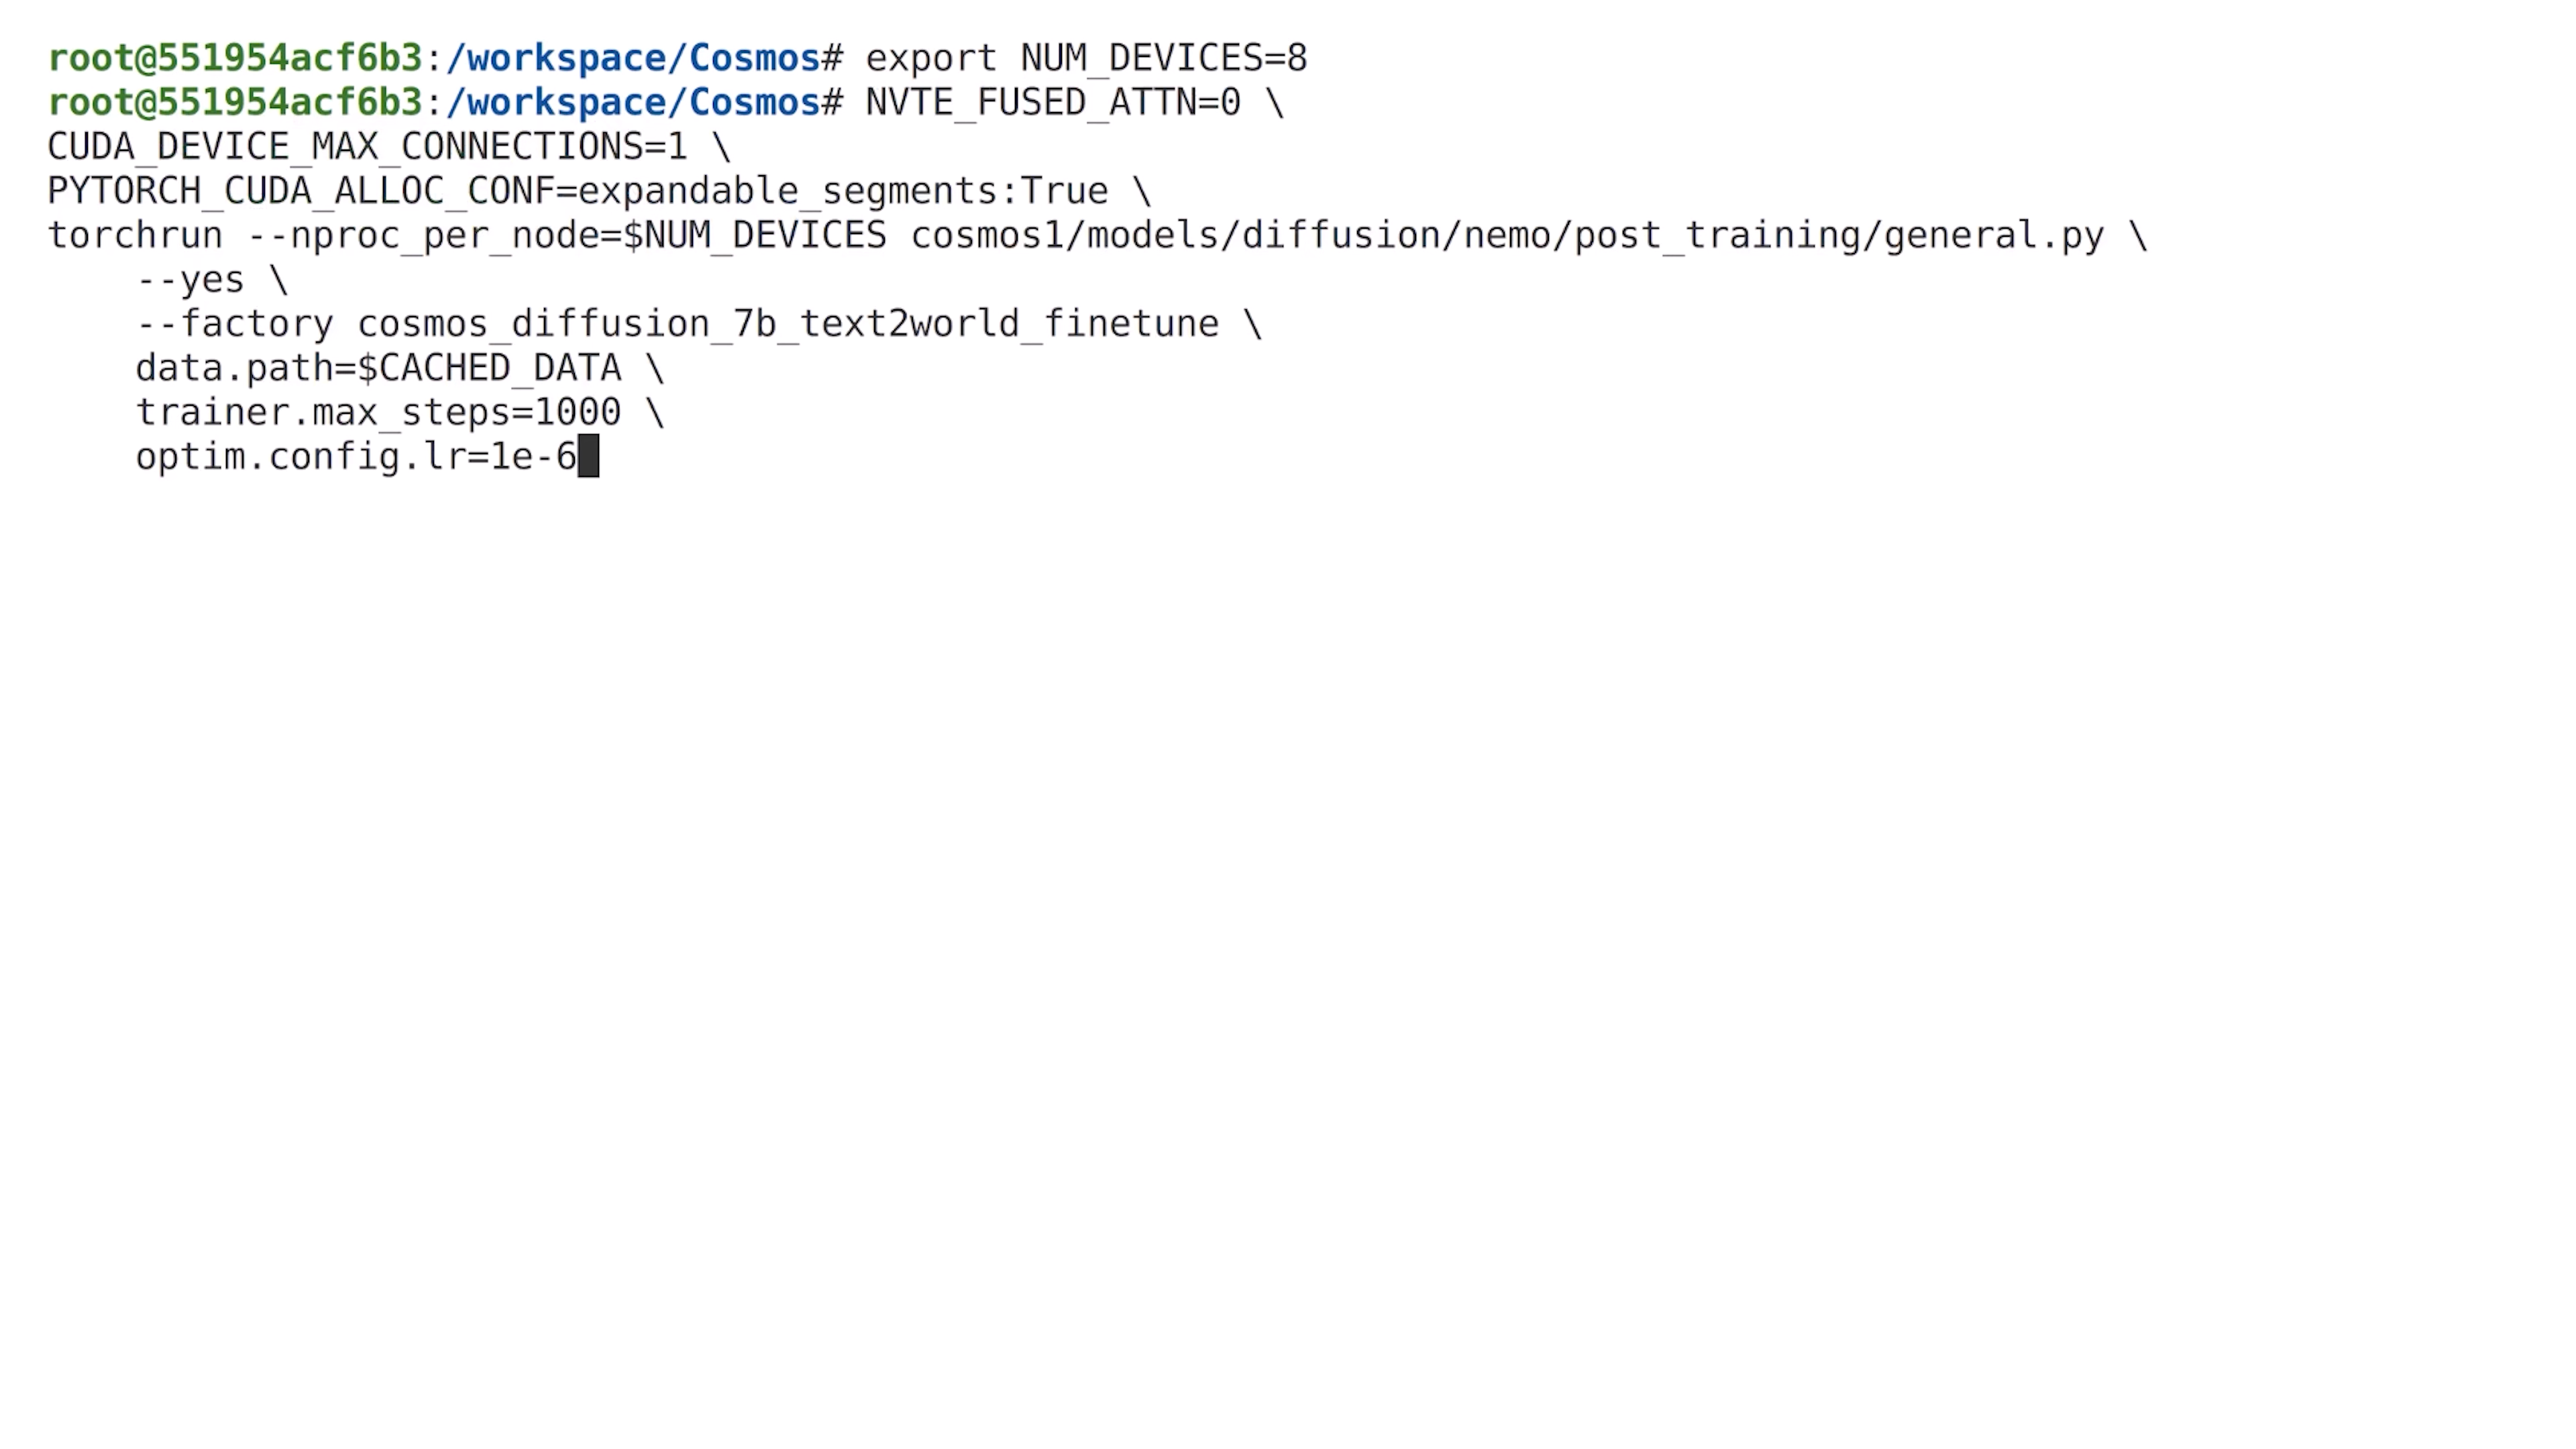 root@551954acf6b3:/workspace/Cosmos# export NUM_DEVICES=8
root@551954acf6b3:/workspace/Cosmos# NVTE_FUSED_ATTN=0 \
CUDA_DEVICE_MAX_CONNECTIONS=1 \
PYTORCH_CUDA_ALLOC_CONF=expandable_segments:True \
torchrun --nproc_per_node=$NUM_DEVICES cosmos1/models/diffusion/nemo/post_training/general.py \
    --yes \
    --factory cosmos_diffusion_7b_text2world_finetune \
    data.path=$CACHED_DATA \
    trainer.max_steps=1000 \
    optim.config.lr=1e-6